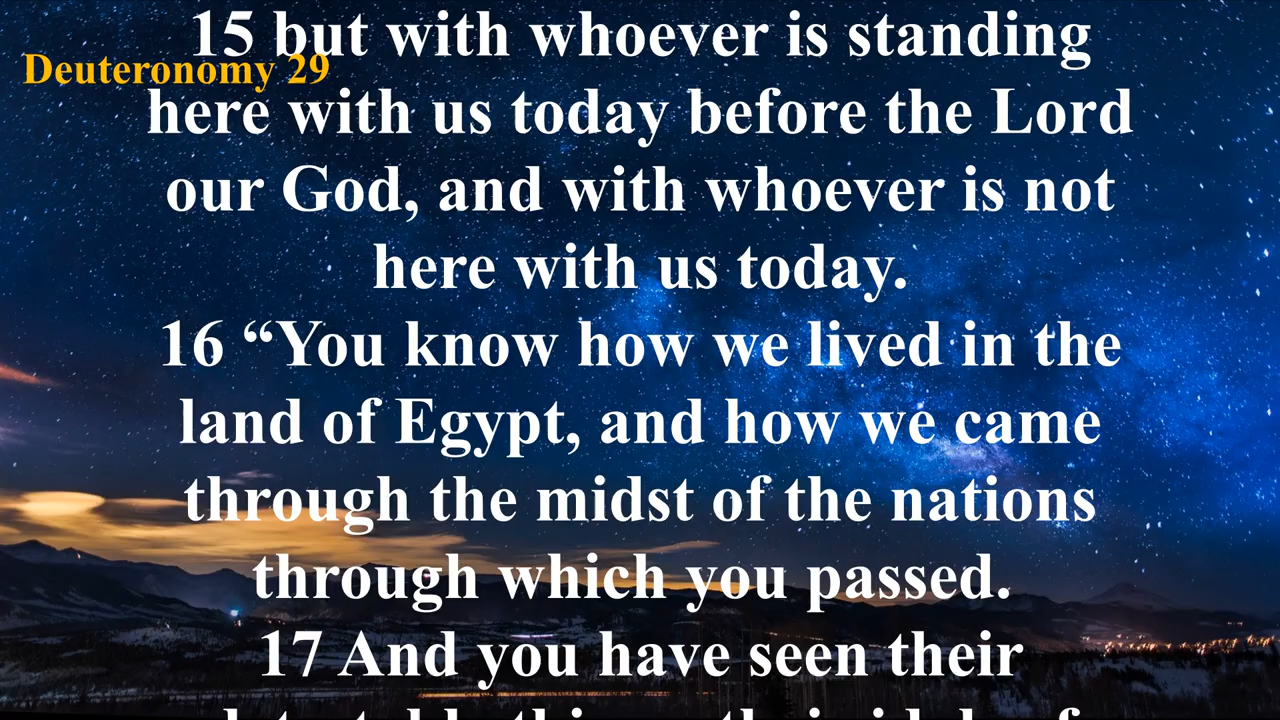 15 but with whoever is standing
Deuteronomy 29
here with us today before the Lord
our God, and with whoever is not
here with us today.
16 “You know how we lived in the
land of Egypt, and how we came
through the midst of the nations
through which you passed.
17 And you have seen their